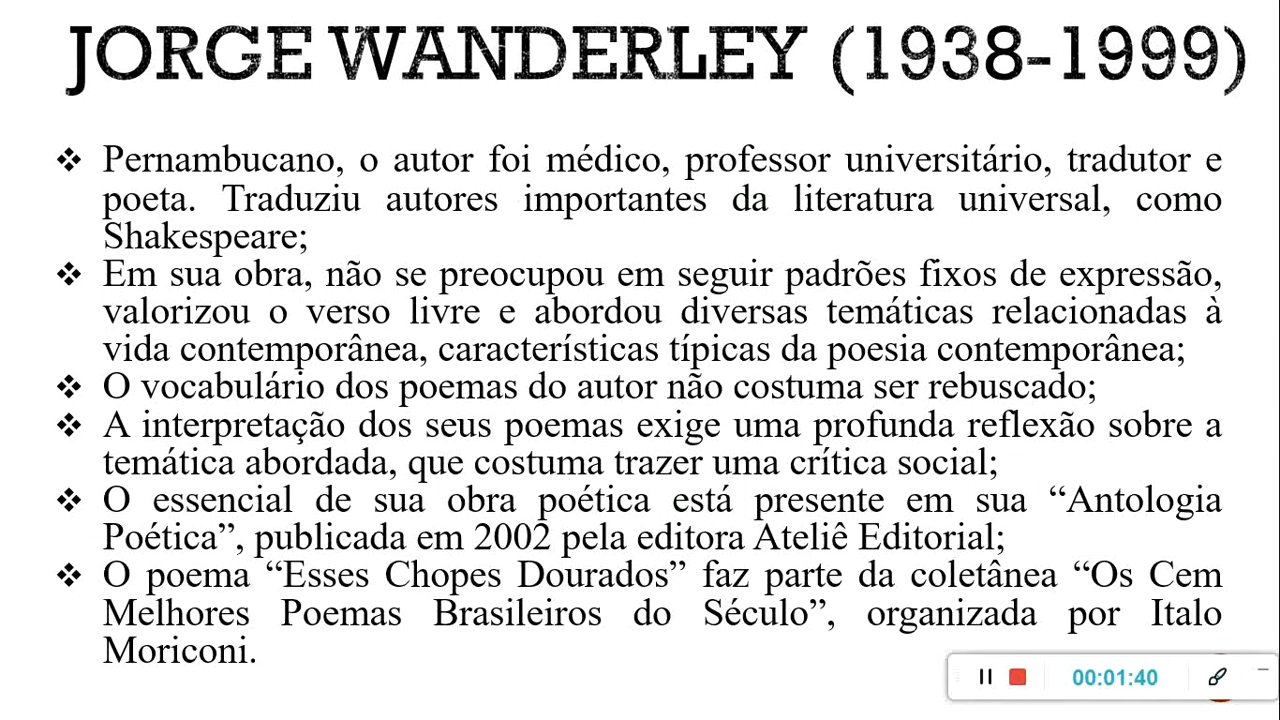 JORGE WANDERLEY (1938-1999)
❖ Pernambucano, o autor foi médico, professor universitário, tradutor e
poeta. Traduziu autores importantes da literatura universal, como
Shakespeare;
❖ Em sua obra, não se preocupou em seguir padrões fixos de expressão,
valorizou o verso livre e abordou diversas temáticas relacionadas à
vida contemporânea, características típicas da poesia contemporânea;
❖ O vocabulário dos poemas do autor não costuma ser rebuscado;
❖ A interpretação dos seus poemas exige uma profunda reflexão sobre a
temática abordada, que costuma trazer uma crítica social;
❖ O essencial de sua obra poética está presente em sua “Antologia
Poética”, publicada em 2002 pela editora Ateliê Editorial;
❖ O poema “Esses Chopes Dourados” faz parte da coletânea “Os Cem
Melhores Poemas Brasileiros do Século”, organizada por Italo
Moriconi.
00:01:40